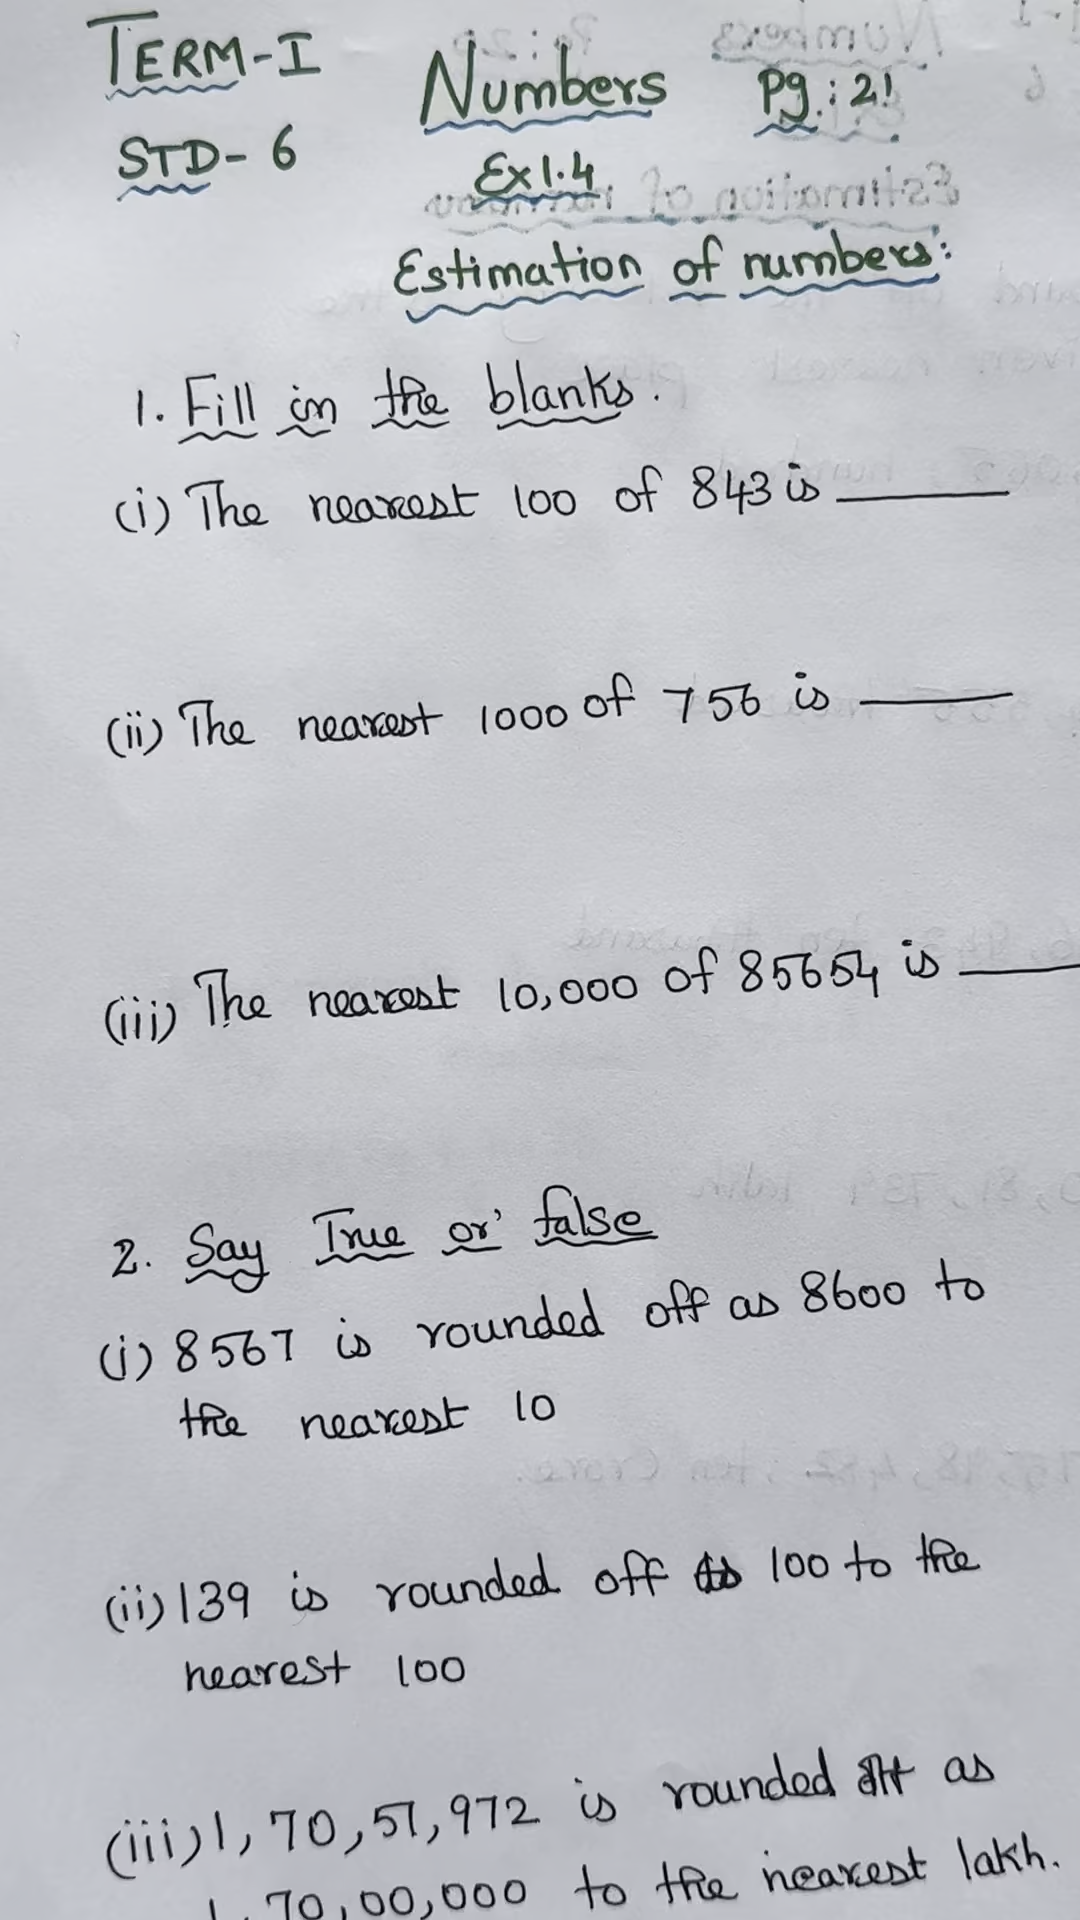 TERM-I
STD- 6
Numbers Pg: 21
Ex 1.4
Estimation of numbers:
1. Fill in the blanks.
(i) The nearest 100 of 843 is ______
(ii) The nearest 1000 of 756 is ______
(iii) The nearest 10,000 of 85654 is ______
2. Say True or false
(i) 8567 is rounded off as 8600 to
the nearest 10
(ii) 139 is rounded off as 100 to the
nearest 100
(iii) 1,70,51,972 is rounded off as
1,70,00,000 to the nearest lakh.